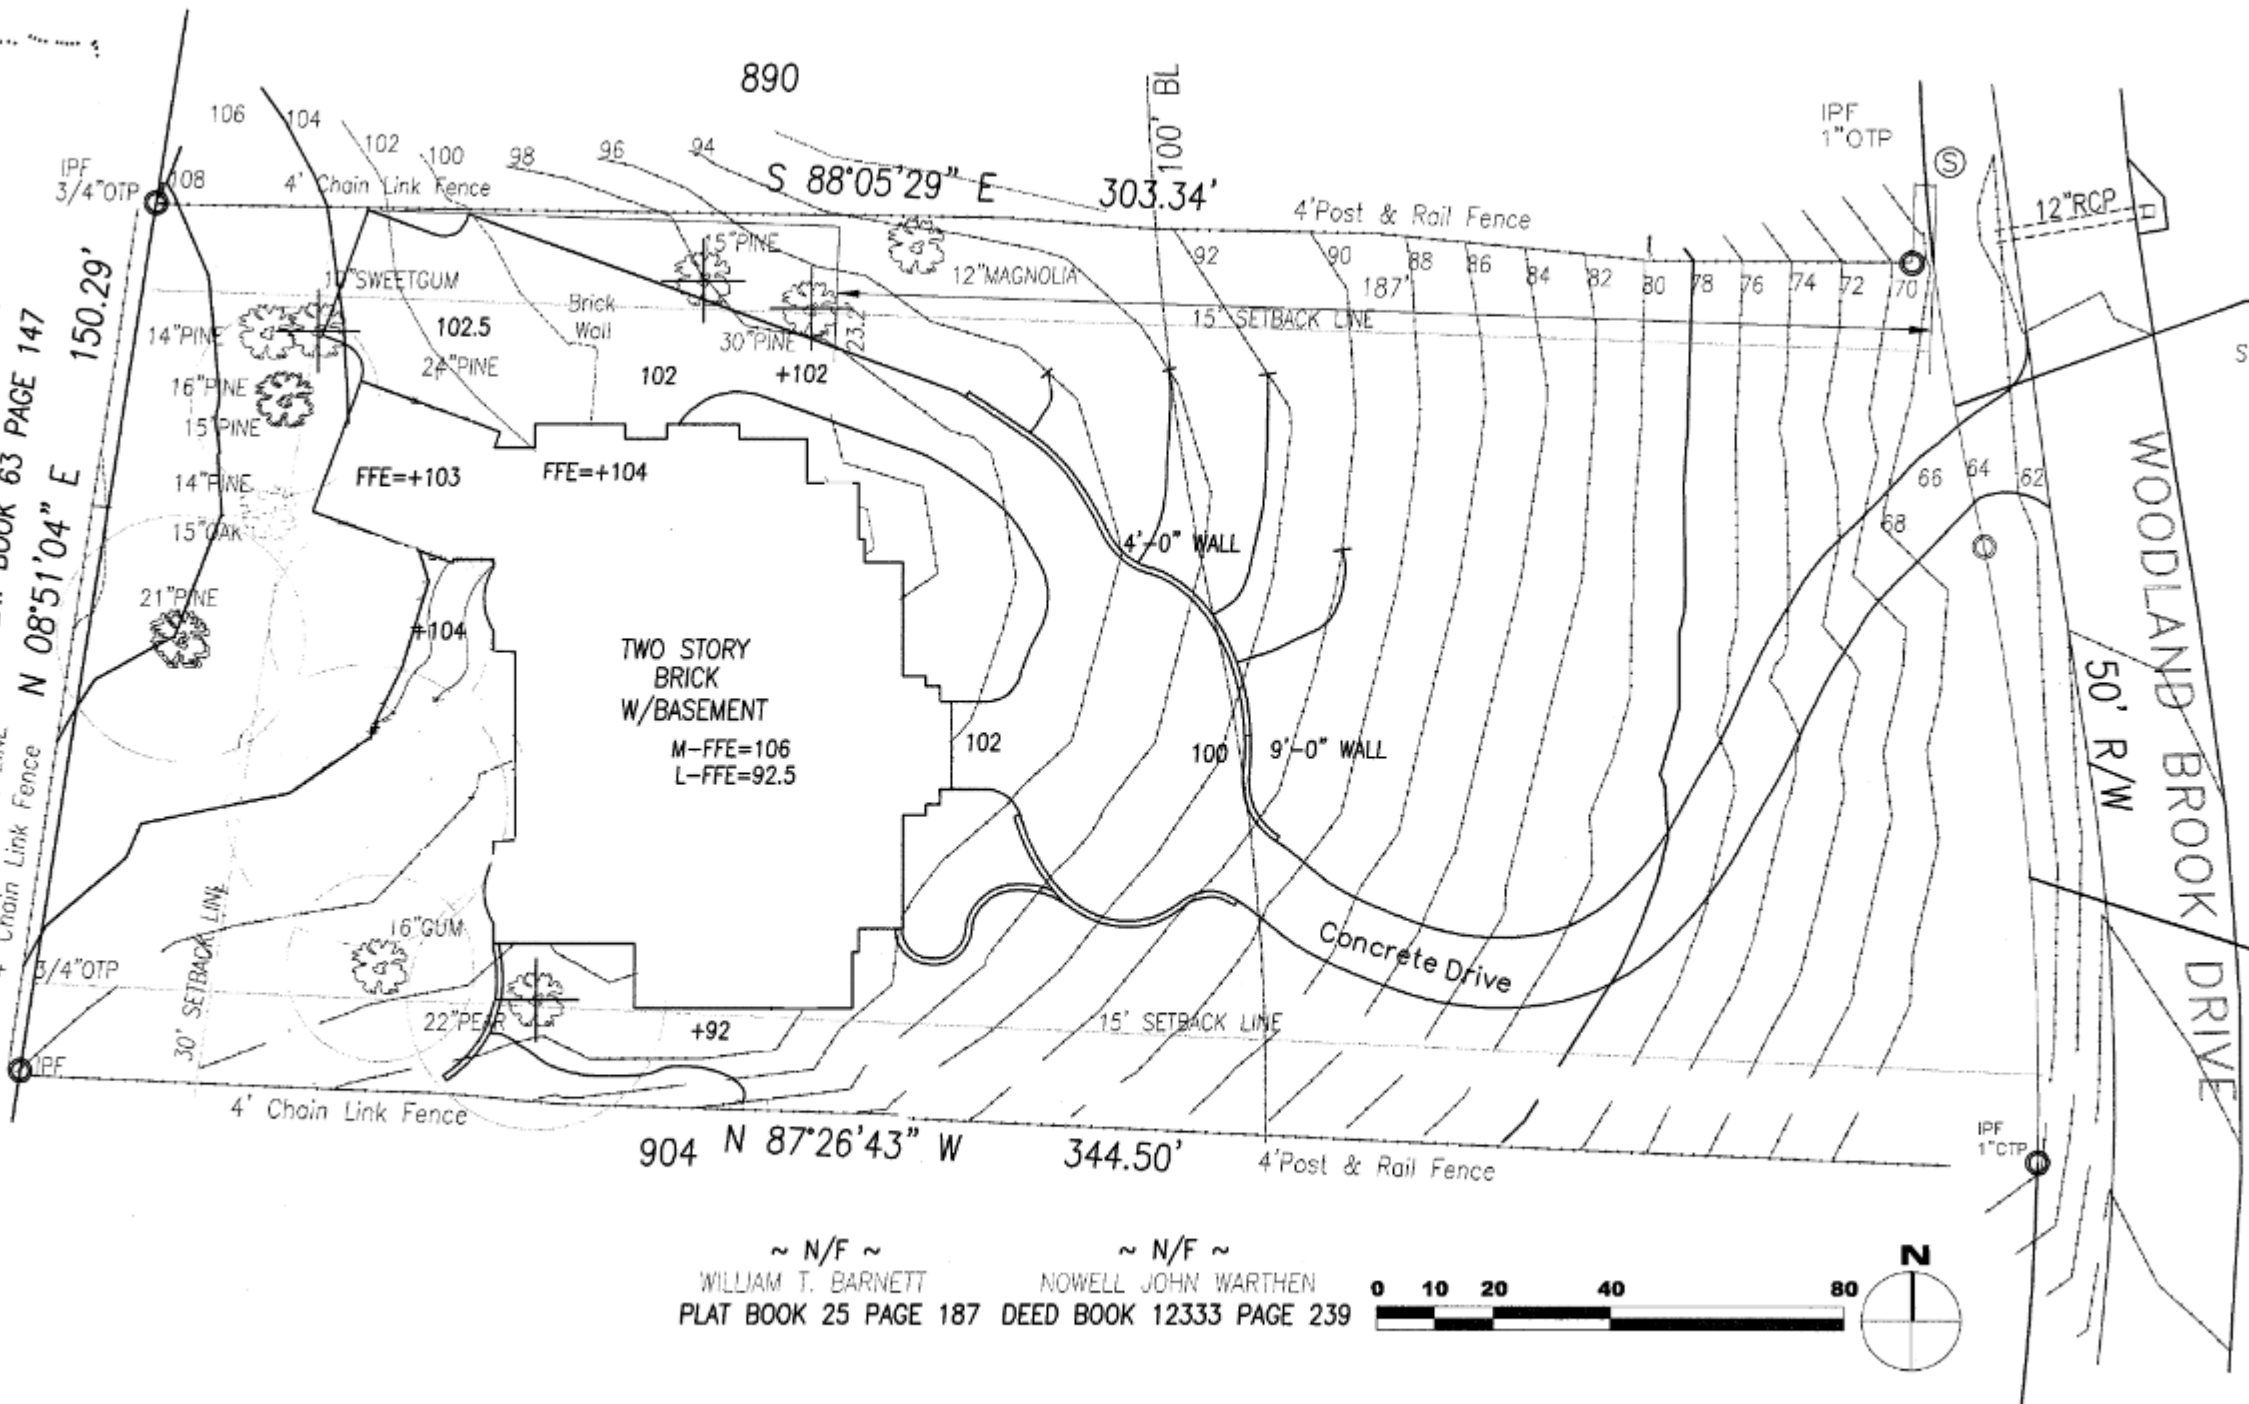 890
100' BL
IPF
1"OTP
S
106
104
102
100
98
96
94
IPF
3/4"OTP
108
4' Chain Link Fence
S 88°05'29" E
303.34'
4'Post & Rail Fence
12"RCP
15"PINE
12"MAGNOLIA
92
90
88
86
84
82
80
78
76
74
72
70
187'
15' SETBACK LINE
10"SWEETGUM
Brick
Wall
14"PINE
102.5
24"PINE
30"PINE
23.2'
16"PINE
102
+102
15"PINE
14"PINE
15"OAK
FFE=+103
FFE=+104
66
64
62
68
4'-0" WALL
21"PINE
+104
TWO STORY
BRICK
W/BASEMENT
M-FFE=106
L-FFE=92.5
102
100
9'-0" WALL
BOOK 63 PAGE 147
N 08°51'04" E
150.29'
Chain Link Fence
WOODLAND BROOK DRIVE
50' R/W
16"GUM
Concrete Drive
3/4"OTP
30' SETBACK LINE
22"PEAR
+92
15' SETBACK LINE
IPF
4' Chain Link Fence
904
N 87°26'43" W
344.50'
4'Post & Rail Fence
IPF
1"OTP
~ N/F ~
WILLIAM T. BARNETT
PLAT BOOK 25 PAGE 187
~ N/F ~
NOWELL JOHN WARTHEN
DEED BOOK 12333 PAGE 239
0 10 20 40 80
N